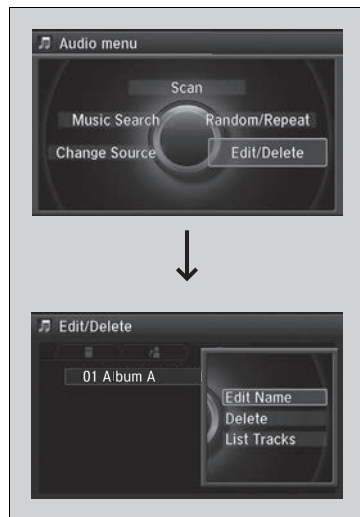 Audio menu
Scan
Music Search Random/Repeat
Change Source Edit/Delete
Edit/Delete
01 Album A
Edit Name
Delete
List Tracks